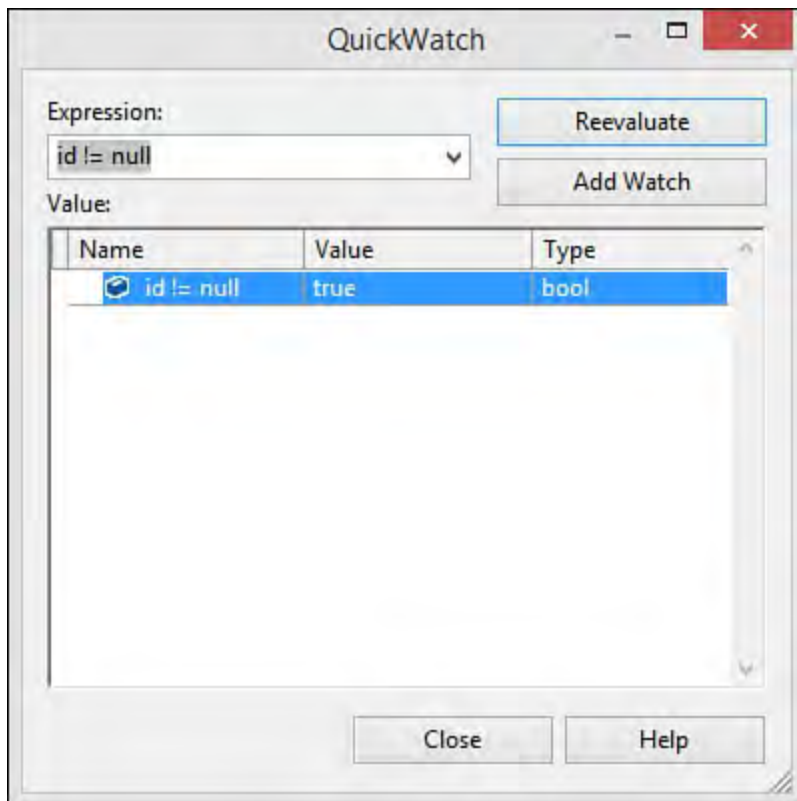 QuickWatch
Expression:
Reevaluate
id != null
Add Watch
Value:
Name Value Type
id != null true bool
Close Help